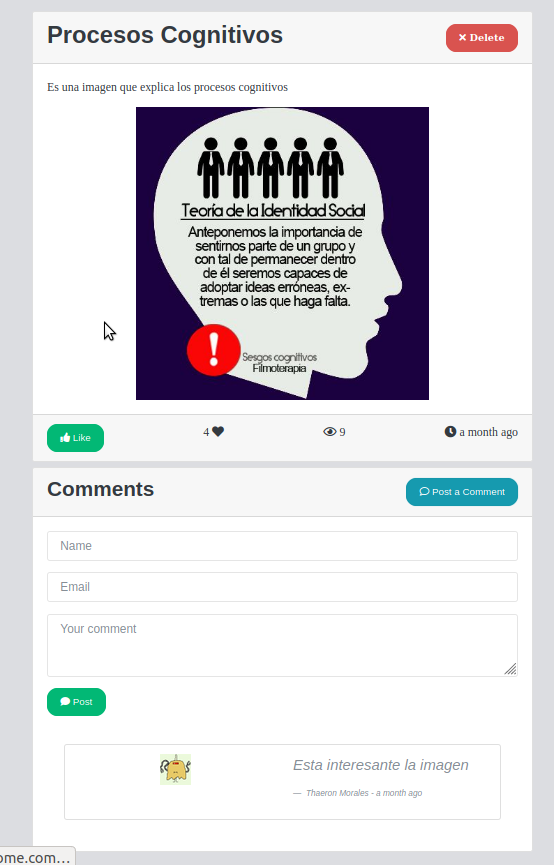 Procesos Cognitivos
Delete
Es una imagen que explica los procesos cognitivos
Teoría de la Identidad Social
Anteponemos la importancia de
sentirnos parte de un grupo y
con tal de permanecer dentro
de él seremos capaces de
adoptar ideas erróneas, ex-
tremas o las que haga falta.
!
Sesgos cognitivos
Filmoterapia
Like
4
9
a month ago
Comments
Post a Comment
Name
Email
Your comment
Post
Esta interesante la imagen
— Thaeron Morales - a month ago
ome.com…